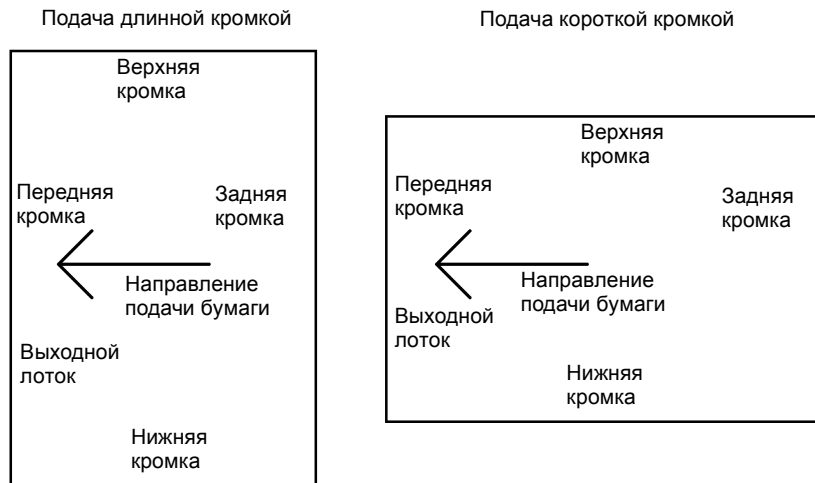 Подача длинной кромкой
Верхняя
кромка
Передняя
кромка
Задняя
кромка
Направление
подачи бумаги
Выходной
лоток
Нижняя
кромка
Подача короткой кромкой
Верхняя
кромка
Передняя
кромка
Задняя
кромка
Направление
подачи бумаги
Выходной
лоток
Нижняя
кромка